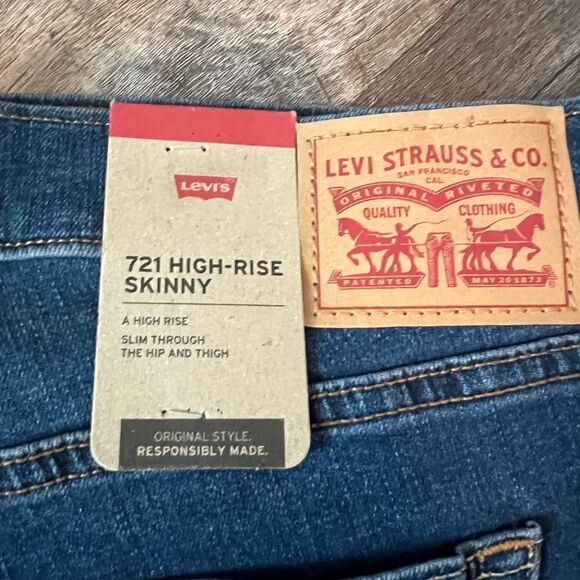 Levi's
721 HIGH-RISE
SKINNY
A HIGH RISE
SLIM THROUGH
THE HIP AND THIGH
ORIGINAL STYLE.
RESPONSIBLY MADE.
LEVI STRAUSS & CO.
SAN FRANCISCO
CAL.
ORIGINAL RIVETED
QUALITY CLOTHING
PATENTED MAY 20 1873